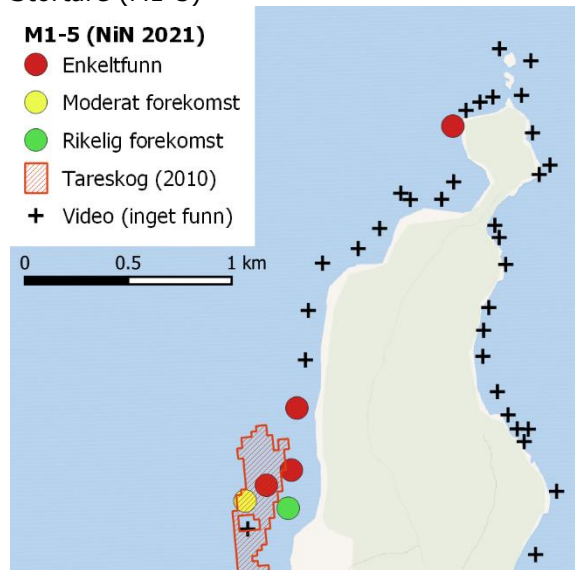 M1-5 (NiN 2021)
Enkeltfunn
Moderat forekomst
Rikelig forekomst
Tareskog (2010)
Video (inget funn)
0 0.5 1 km